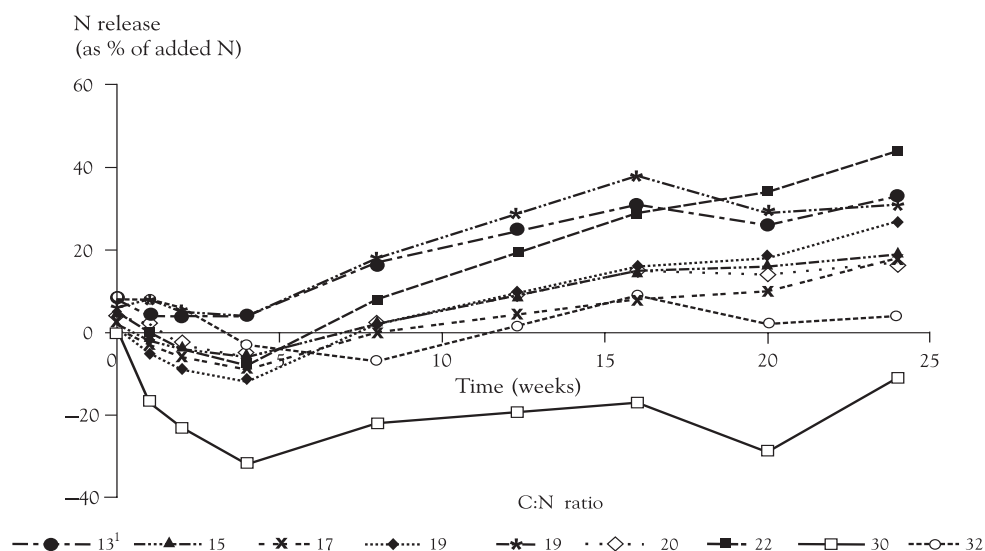 N release
(as % of added N)
60
40
20
0
−20
−40
0 5 10 15 20 25
Time (weeks)
C:N ratio
13¹ 15 17 19 19 20 22 30 32